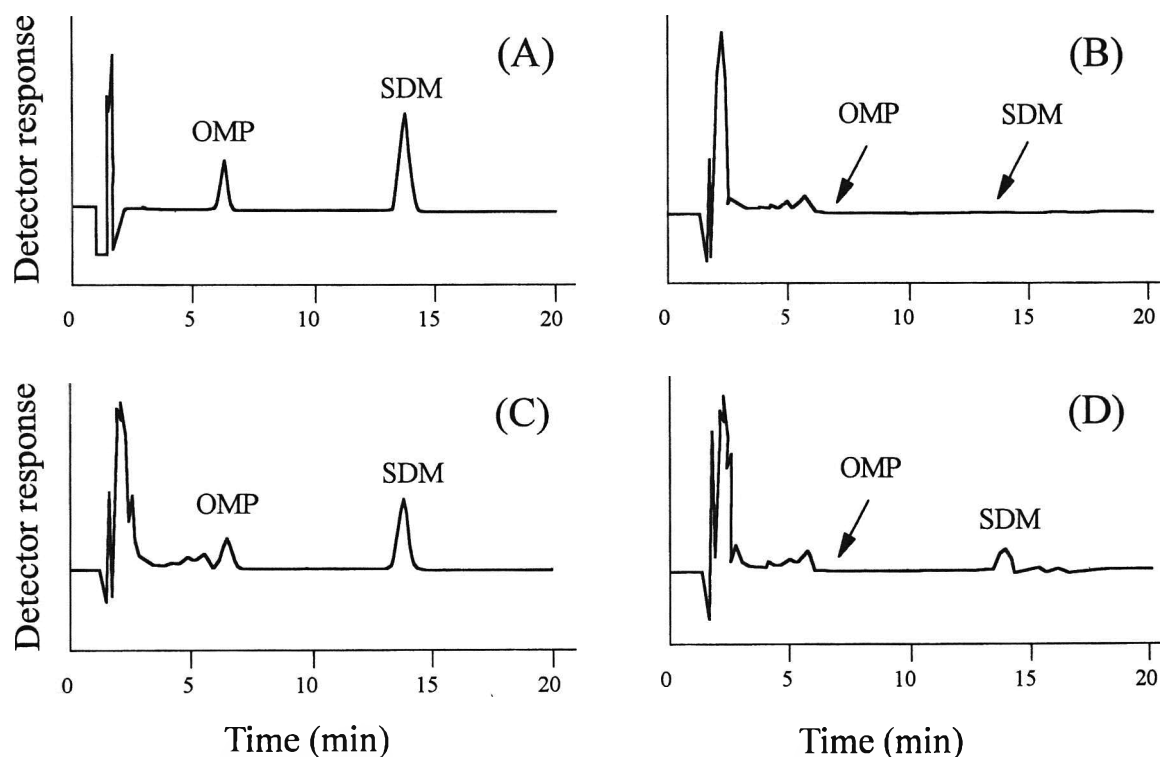 Detector response
(A)
OMP
SDM
0 5 10 15 20
(B)
OMP
SDM
0 5 10 15 20
Detector response
(C)
OMP
SDM
0 5 10 15 20
Time (min)
(D)
OMP
SDM
0 5 10 15 20
Time (min)